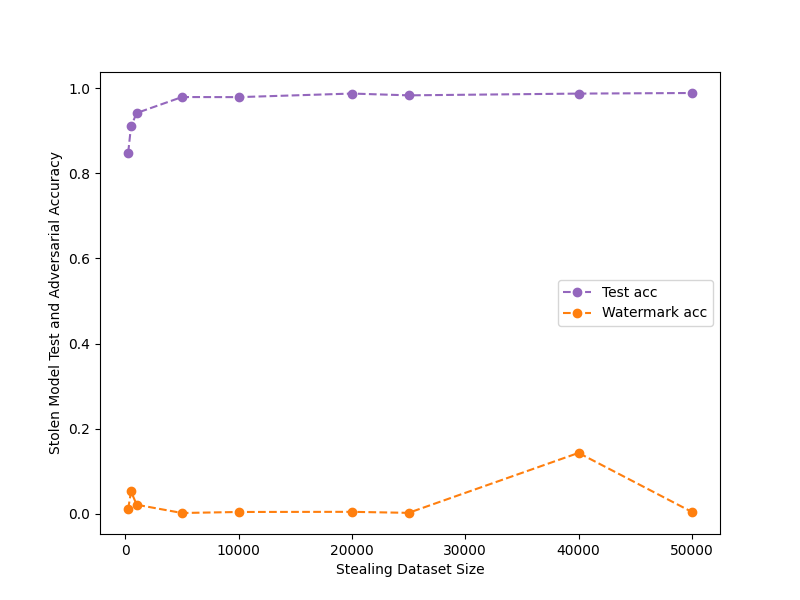 1.0
0.8
0.6
0.4
0.2
0.0
Stolen Model Test and Adversarial Accuracy
Test acc
Watermark acc
0 10000 20000 30000 40000 50000
Stealing Dataset Size